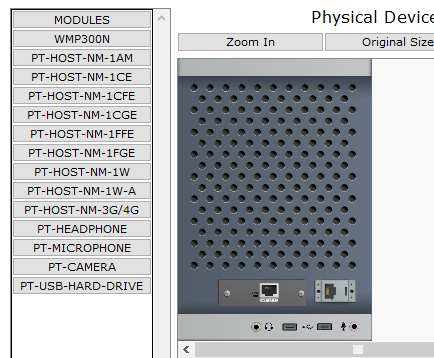 MODULES
WMP300N
PT-HOST-NM-1AM
PT-HOST-NM-1CE
PT-HOST-NM-1CFE
PT-HOST-NM-1CGE
PT-HOST-NM-1FFE
PT-HOST-NM-1FGE
PT-HOST-NM-1W
PT-HOST-NM-1W-A
PT-HOST-NM-3G/4G
PT-HEADPHONE
PT-MICROPHONE
PT-CAMERA
PT-USB-HARD-DRIVE
Physical Device
Zoom In
Original Size